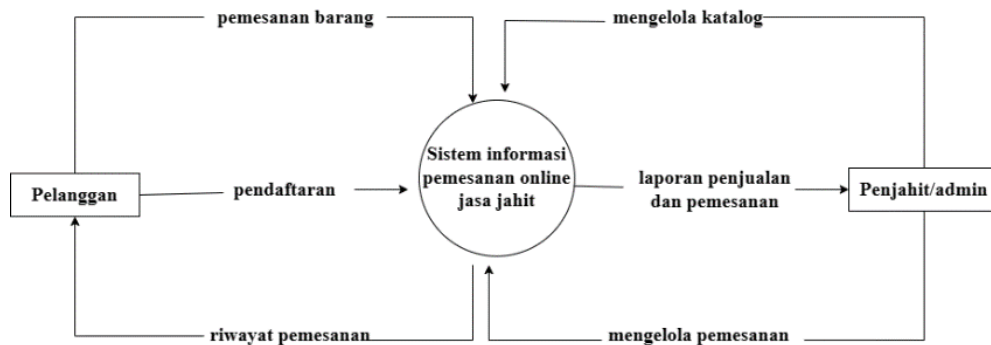 pemesanan barang
mengelola katalog
Sistem informasi
pemesanan online
jasa jahit
Pelanggan
pendaftaran
laporan penjualan
dan pemesanan
Penjahit/admin
riwayat pemesanan
mengelola pemesanan